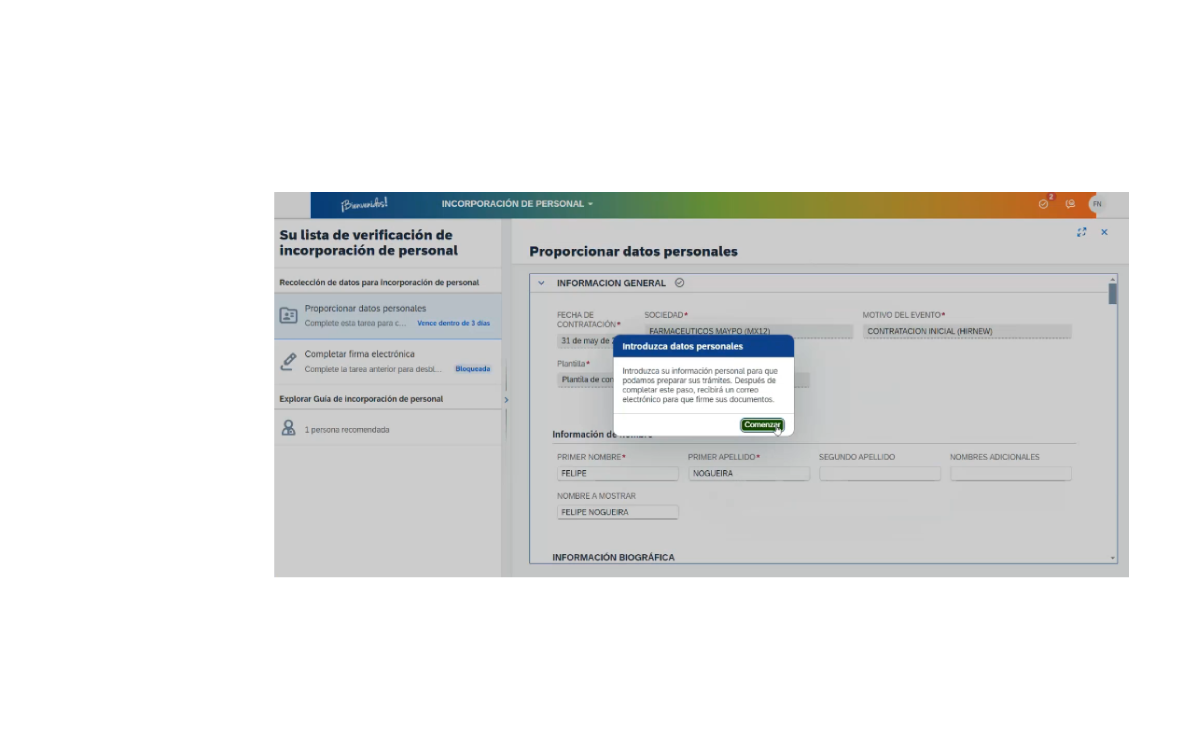 ¡Bienvenidos!
INCORPORACIÓN DE PERSONAL
2
FN
Su lista de verificación de
incorporación de personal
Recolección de datos para incorporación de personal
Proporcionar datos personales
Complete esta tarea para c... Vence dentro de 3 días
Completar firma electrónica
Complete la tarea anterior para desbl... Bloqueada
Explorar Guía de incorporación de personal
1 persona recomendada
Proporcionar datos personales
INFORMACION GENERAL
FECHA DE
CONTRATACIÓN*
SOCIEDAD*
MOTIVO DEL EVENTO*
31 de may de
FARMACEUTICOS MAYPO (MX12)
CONTRATACION INICIAL (HIRNEW)
Plantilla*
Plantilla de con
Introduzca datos personales
Introduzca su información personal para que
podamos preparar sus trámites. Después de
completar este paso, recibirá un correo
electrónico para que firme sus documentos.
Comenzar
Información de nombre
PRIMER NOMBRE* PRIMER APELLIDO* SEGUNDO APELLIDO NOMBRES ADICIONALES
FELIPE NOGUEIRA
NOMBRE A MOSTRAR
FELIPE NOGUEIRA
INFORMACIÓN BIOGRÁFICA